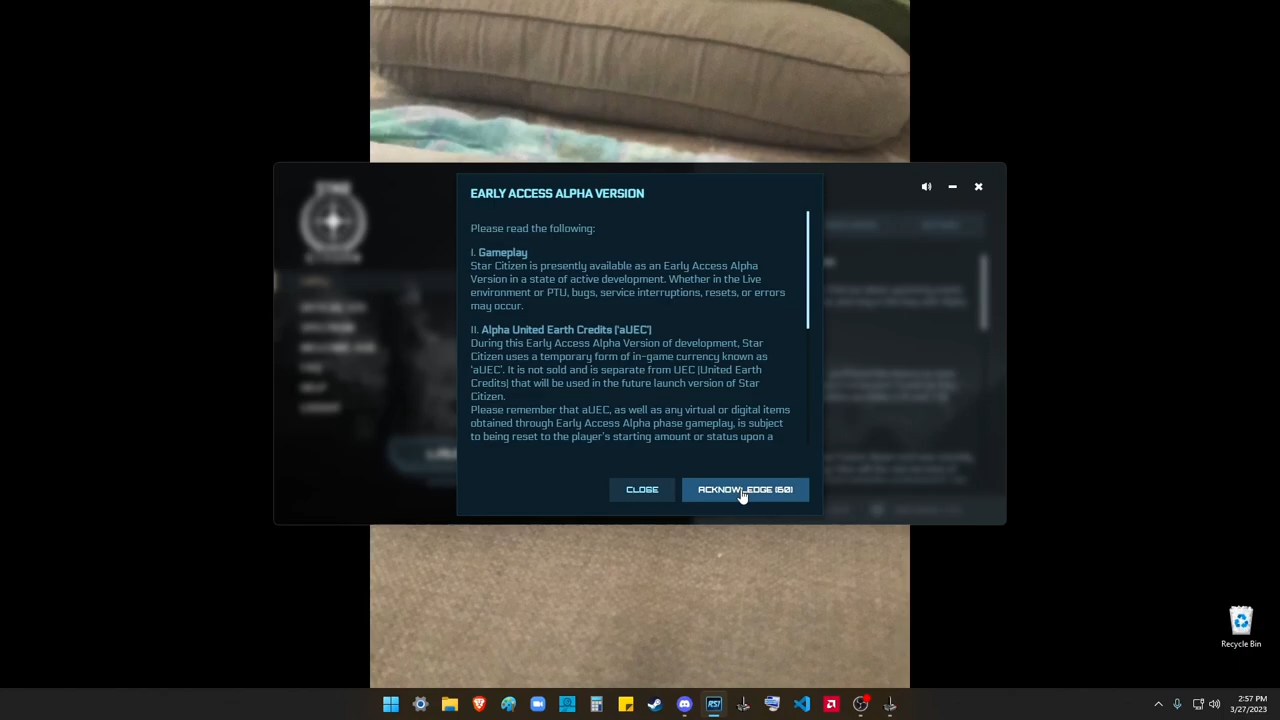 EARLY ACCESS ALPHA VERSION
Please read the following:
I. Gameplay
Star Citizen is presently available as an Early Access Alpha
Version in a state of active development. Whether in the Live
environment or PTU, bugs, service interruptions, resets, or errors
may occur.
II. Alpha United Earth Credits ('aUEC')
During this Early Access Alpha Version of development, Star
Citizen uses a temporary form of in-game currency known as
'aUEC'. It is not sold and is separate from UEC (United Earth
Credits) that will be used in the future launch version of Star
Citizen.
Please remember that aUEC, as well as any virtual or digital items
obtained through Early Access Alpha phase gameplay, is subject
to being reset to the player's starting amount or status upon a
CLOSE
ACKNOWLEDGE (60)
Recycle Bin
RSI
2:57 PM
3/27/2023